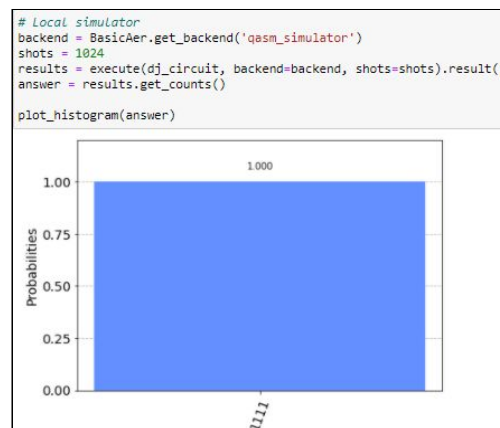 # Local simulator
backend = BasicAer.get_backend('qasm_simulator')
shots = 1024
results = execute(dj_circuit, backend=backend, shots=shots).result(
answer = results.get_counts()
plot_histogram(answer)
1.000
1.00
0.75
0.50
0.25
0.00
Probabilities
1111